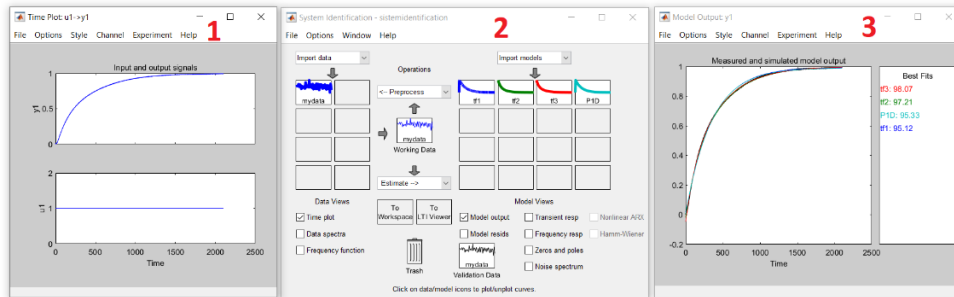 Time Plot: u1->y1
File Options Style Channel Experiment Help
1
Input and output signals
1
0.5
0
y1
2
1
0
u1
0 500 1000 1500 2000 2500
Time
System Identification - sistemidentification
File Options Window Help
2
Import data
Import models
Operations
<-- Preprocess
mydata
tf1 tf2 tf3 P1D
mydata
Working Data
Estimate -->
Data Views
Model Views
To Workspace
To LTI Viewer
Time plot
Data spectra
Frequency function
Model output
Transient resp
Nonlinear ARX
Model resids
Frequency resp
Hamm-Wiener
Zeros and poles
Noise spectrum
Trash
mydata
Validation Data
Click on data/model icons to plot/unplot curves.
Model Output: y1
File Options Style Channel Experiment Help
3
Measured and simulated model output
1
0.8
0.6
0.4
0.2
0
-0.2
0 500 1000 1500 2000 2500
Time
Best Fits
tf3: 98.07
tf2: 97.21
P1D: 95.33
tf1: 95.12